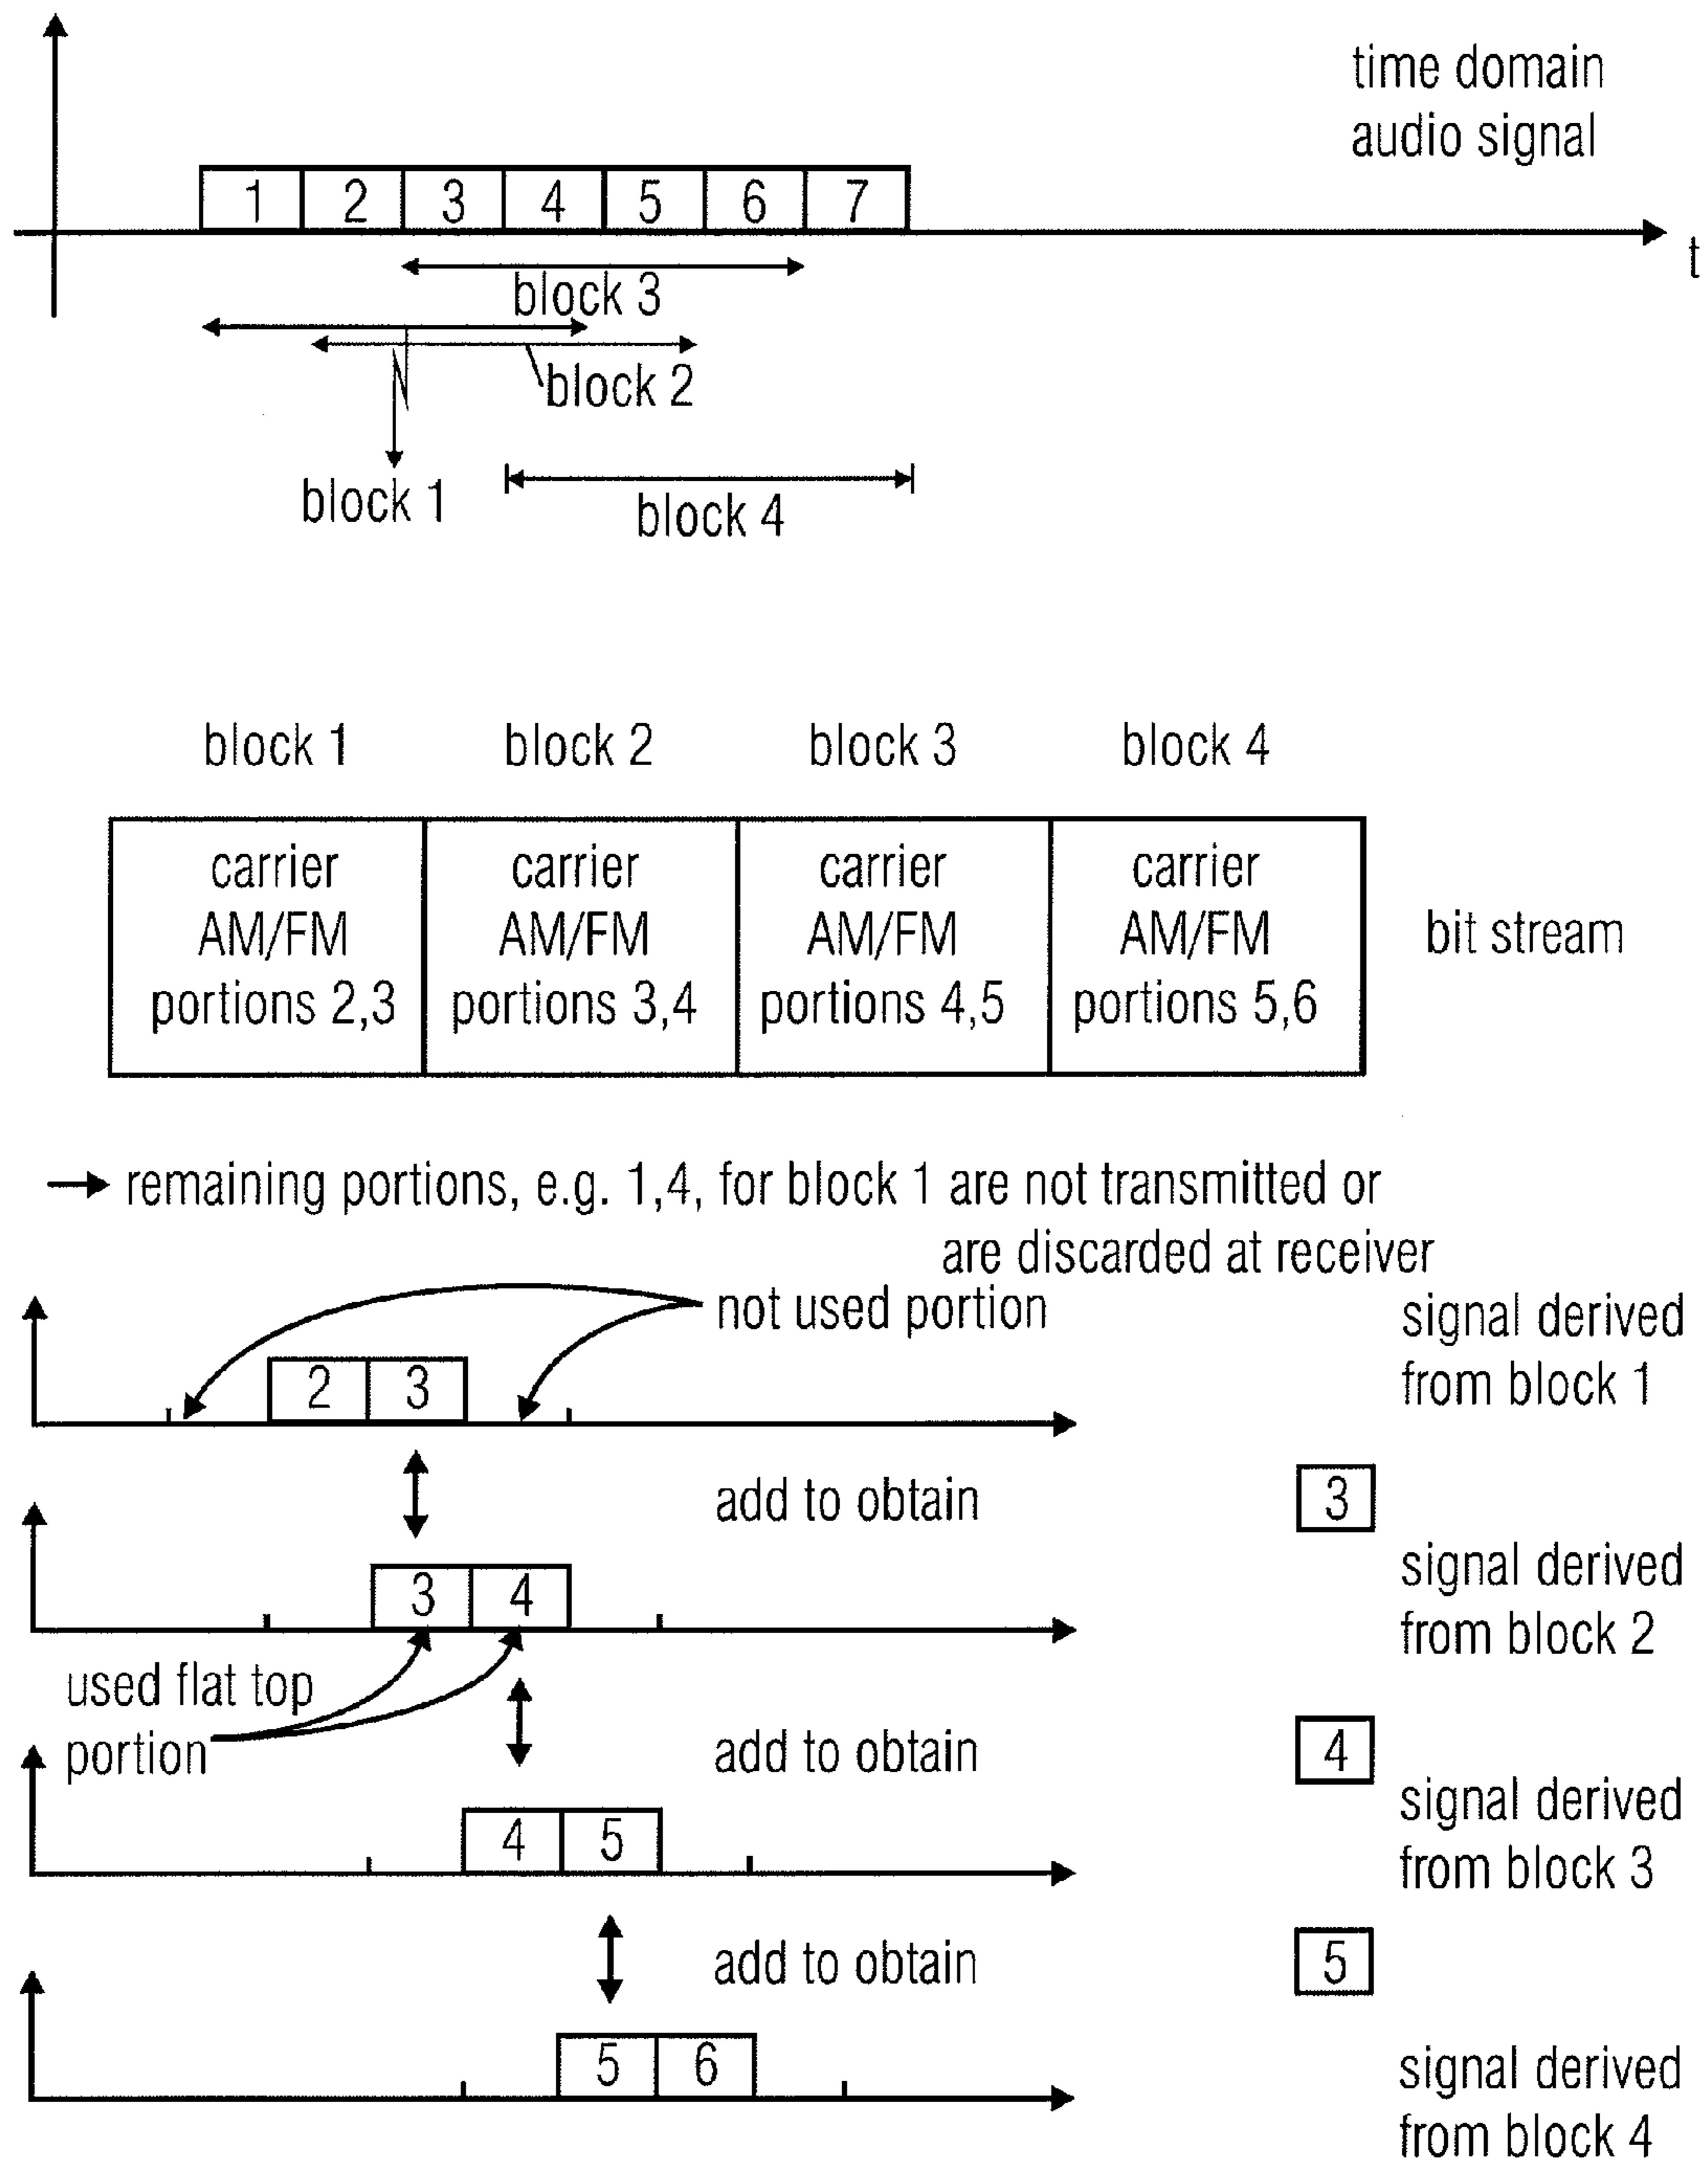 time domain
audio signal
1 2 3 4 5 6 7
t
block 3
block 2
block 1
block 4
block 1 block 2 block 3 block 4
carrier carrier carrier carrier
AM/FM AM/FM AM/FM AM/FM
bit stream
portions 2,3 portions 3,4 portions 4,5 portions 5,6
remaining portions, e.g. 1,4, for block 1 are not transmitted or
are discarded at receiver
not used portion
signal derived
from block 1
2 3
add to obtain 3
signal derived
from block 2
3 4
used flat top
portion
add to obtain 4
signal derived
from block 3
4 5
add to obtain 5
5 6
signal derived
from block 4